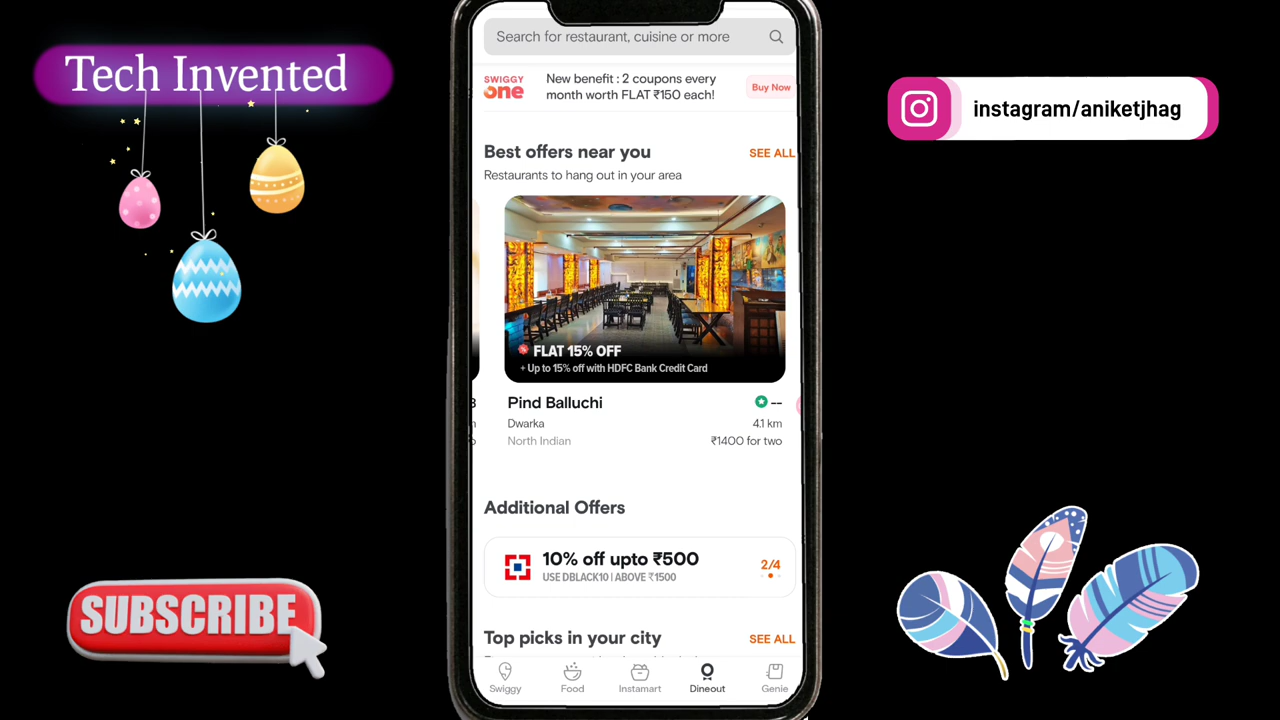 Tech Invented
instagram/aniketjhag
SUBSCRIBE
Search for restaurant, cuisine or more
SWIGGY
one
New benefit : 2 coupons every
month worth FLAT ₹150 each!
Buy Now
Best offers near you
SEE ALL
Restaurants to hang out in your area
FLAT 15% OFF
+ Up to 15% off with HDFC Bank Credit Card
Pind Balluchi
--
Dwarka
4.1 km
North Indian
₹1400 for two
Additional Offers
10% off upto ₹500
2/4
USE DBLACK10 | ABOVE ₹1500
Top picks in your city
SEE ALL
Swiggy
Food
Instamart
Dineout
Genie